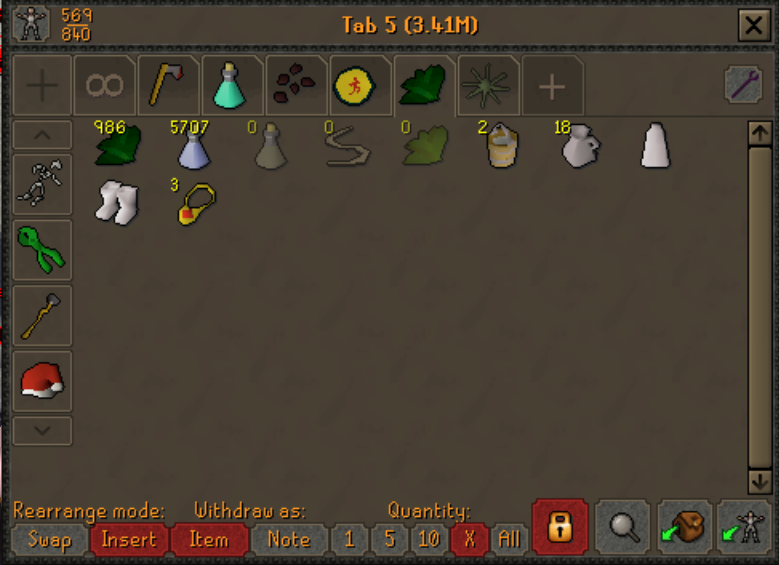 569
840
Tab 5 (3.41M)
986
5707
0
0
0
2
18
3
Rearrange mode:
Withdraw as:
Quantity:
Swap
Insert
Item
Note
1
5
10
X
All